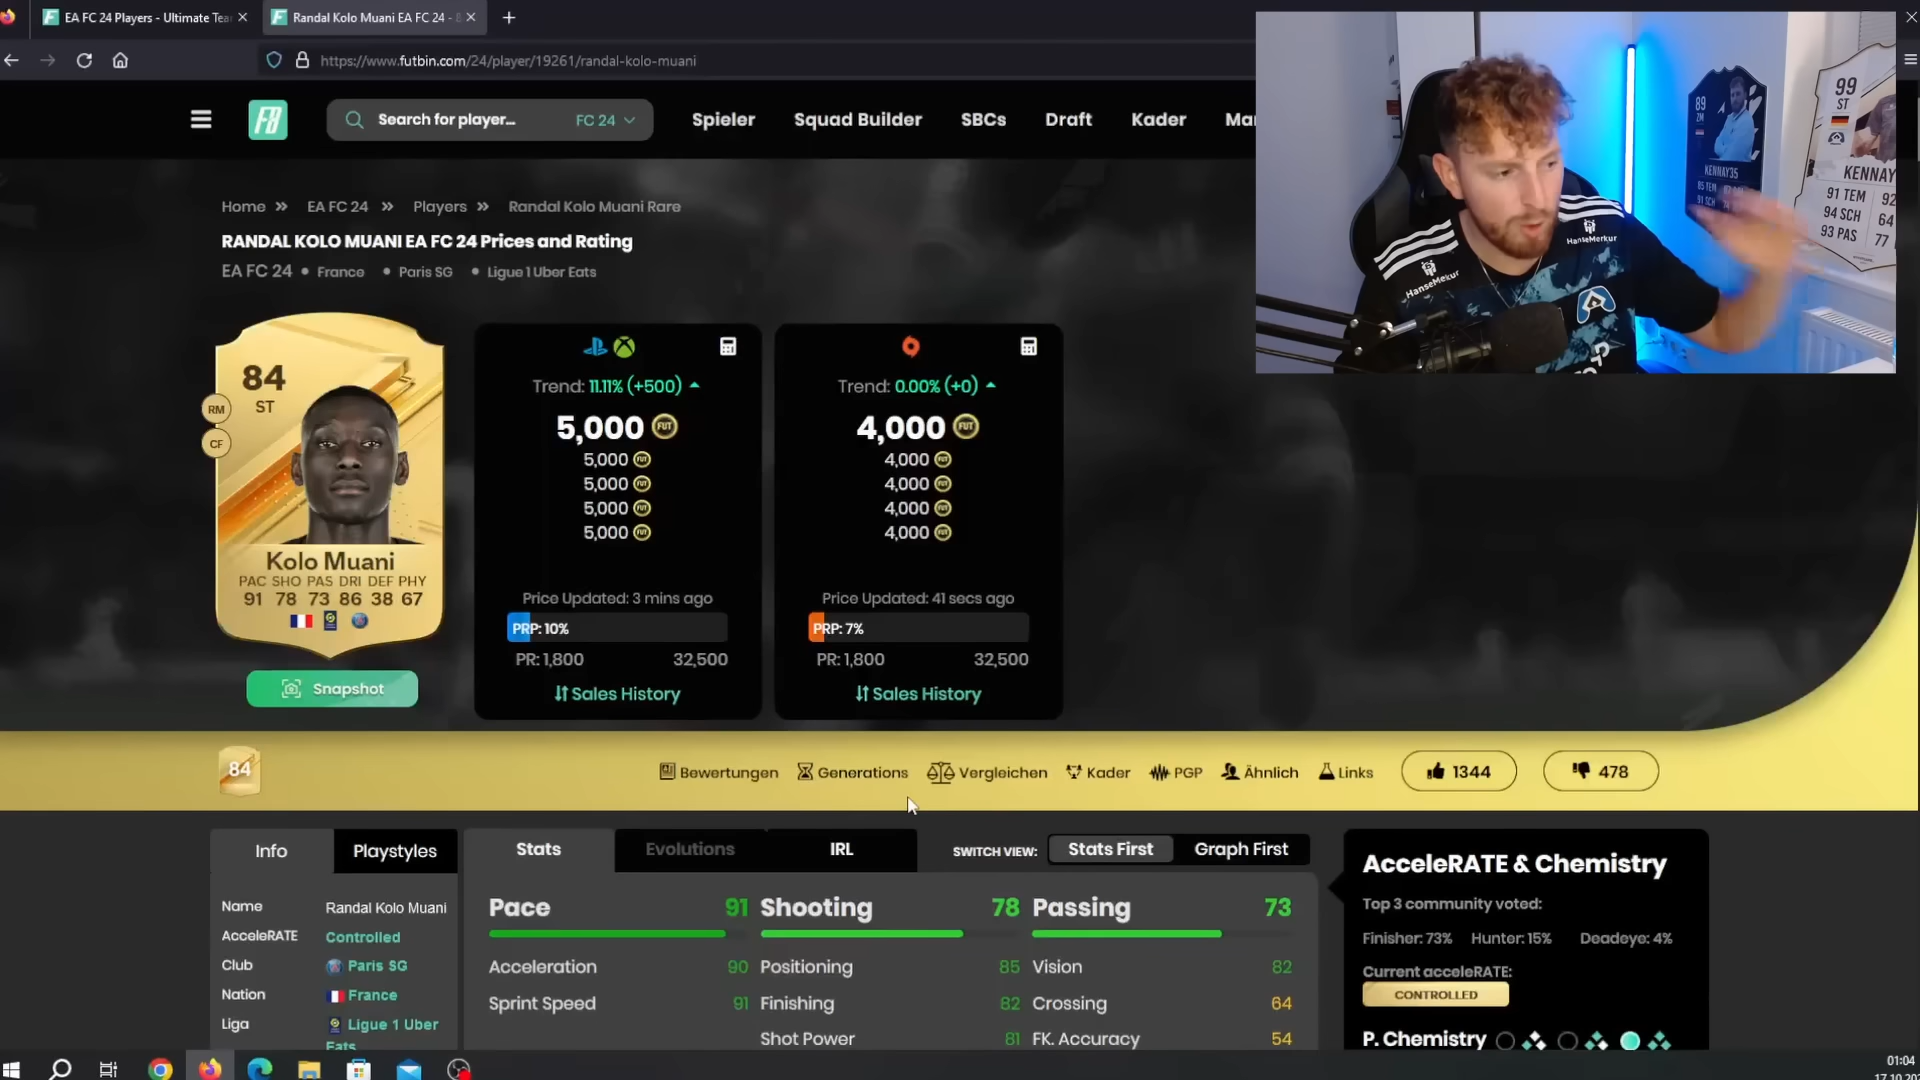 EA FC 24 Players - Ultimate Tea
Randal Kolo Muani EA FC 24 - 8
https://www.futbin.com/24/player/19261/randal-kolo-muani
Search for player... FC 24
Spieler Squad Builder SBCs Draft Kader Mar
Home » EA FC 24 » Players » Randal Kolo Muani Rare
RANDAL KOLO MUANI EA FC 24 Prices and Rating
EA FC 24 • France • Paris SG • Ligue 1 Uber Eats
84
ST
RM
CF
Kolo Muani
PAC SHO PAS DRI DEF PHY
91 78 73 86 38 67
Snapshot
Trend: 11.11% (+500)
5,000
5,000
5,000
5,000
5,000
Price Updated: 3 mins ago
PRP: 10%
PR: 1,800 32,500
Sales History
Trend: 0.00% (+0)
4,000
4,000
4,000
4,000
4,000
Price Updated: 41 secs ago
PRP: 7%
PR: 1,800 32,500
Sales History
89
ZM
KENNAY35
99
ST
KENNAY
91 TEM 92
94 SCH 64
93 PAS 77
HanseMerkur
HanseMerkur
84
Bewertungen Generations Vergleichen Kader PGP Ähnlich Links 1344 478
Info Playstyles
Name Randal Kolo Muani
AcceleRATE Controlled
Club Paris SG
Nation France
Liga Ligue 1 Uber
Eats
Stats Evolutions IRL SWITCH VIEW: Stats First Graph First
Pace 91 Shooting 78 Passing 73
Acceleration 90 Positioning 85 Vision 82
Sprint Speed 91 Finishing 82 Crossing 64
Shot Power 81 FK. Accuracy 54
AcceleRATE & Chemistry
Top 3 community voted:
Finisher: 73% Hunter: 15% Deadeye: 4%
Current acceleRATE:
CONTROLLED
P. Chemistry
01:04